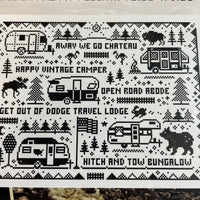 AWAY WE GO CHATEAU
HAPPY VINTAGE CAMPER
OPEN ROAD ABODE
GET OUT OF DODGE TRAVEL LODGE
HITCH AND TOW BUNGALOW